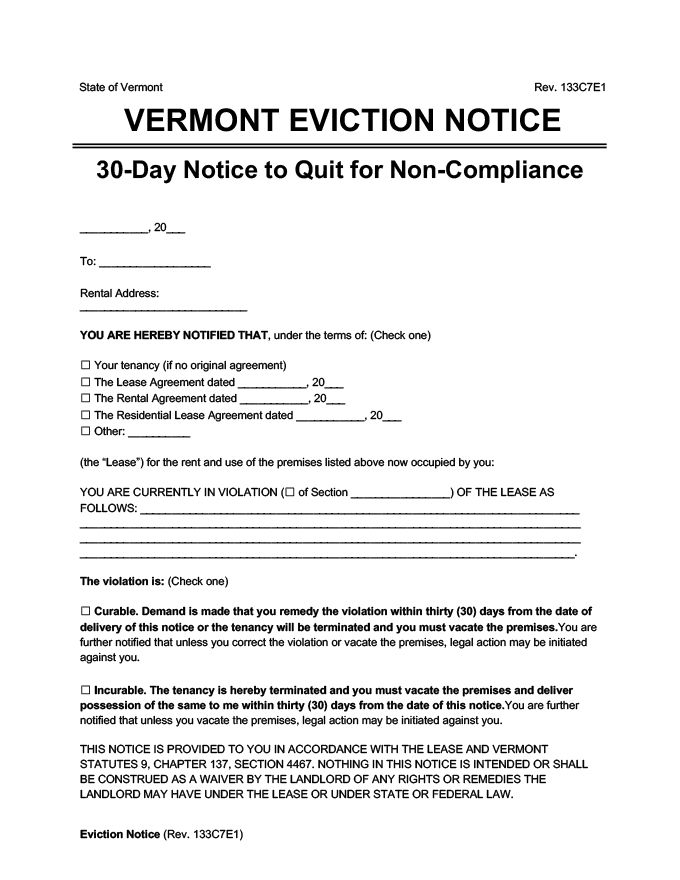 State of Vermont Rev. 133C7E1
VERMONT EVICTION NOTICE
30-Day Notice to Quit for Non-Compliance
___________, 20___
To: __________________
Rental Address:
___________________________
YOU ARE HEREBY NOTIFIED THAT, under the terms of: (Check one)
☐ Your tenancy (if no original agreement)
☐ The Lease Agreement dated ___________, 20___
☐ The Rental Agreement dated ___________, 20___
☐ The Residential Lease Agreement dated ___________, 20___
☐ Other: __________
(the “Lease”) for the rent and use of the premises listed above now occupied by you:
YOU ARE CURRENTLY IN VIOLATION (☐ of Section ________________) OF THE LEASE AS
FOLLOWS: _______________________________________________________________________
_________________________________________________________________________________
_________________________________________________________________________________
________________________________________________________________________________.
The violation is: (Check one)
☐ Curable. Demand is made that you remedy the violation within thirty (30) days from the date of
delivery of this notice or the tenancy will be terminated and you must vacate the premises.You are
further notified that unless you correct the violation or vacate the premises, legal action may be initiated
against you.
☐ Incurable. The tenancy is hereby terminated and you must vacate the premises and deliver
possession of the same to me within thirty (30) days from the date of this notice.You are further
notified that unless you vacate the premises, legal action may be initiated against you.
THIS NOTICE IS PROVIDED TO YOU IN ACCORDANCE WITH THE LEASE AND VERMONT
STATUTES 9, CHAPTER 137, SECTION 4467. NOTHING IN THIS NOTICE IS INTENDED OR SHALL
BE CONSTRUED AS A WAIVER BY THE LANDLORD OF ANY RIGHTS OR REMEDIES THE
LANDLORD MAY HAVE UNDER THE LEASE OR UNDER STATE OR FEDERAL LAW.
Eviction Notice (Rev. 133C7E1)